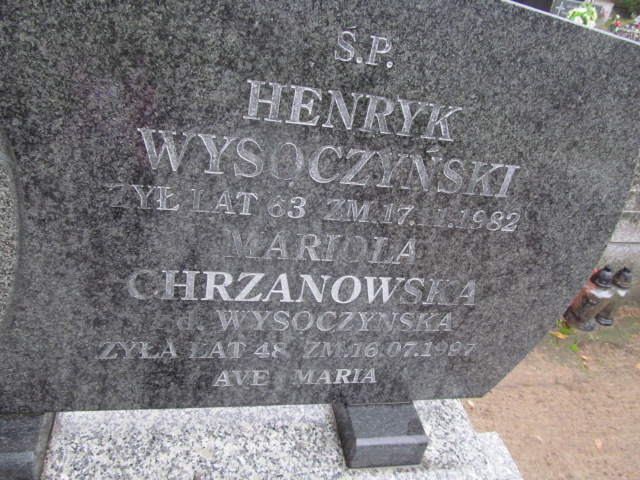 Ś.P.
HENRYK
WYSOCZYŃSKI
ŻYŁ LAT 63 ZM.17.11.1982
MARIOLA
CHRZANOWSKA
z d. WYSOCZYŃSKA
ŻYŁA LAT 48 ZM.16.07.1997
AVE MARIA